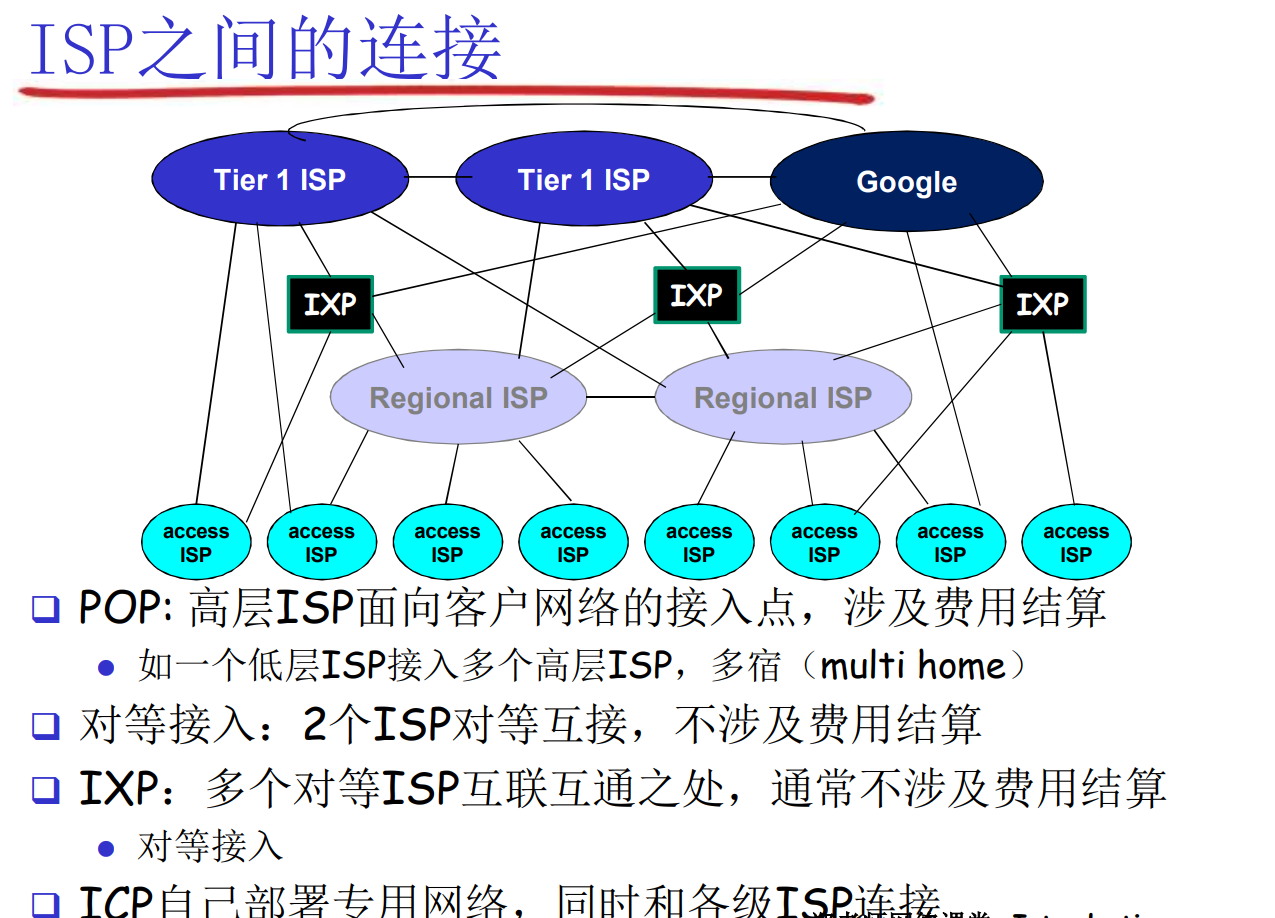 ISP之间的连接
Tier 1 ISP
Tier 1 ISP
Google
IXP
IXP
IXP
Regional ISP
Regional ISP
access
ISP
access
ISP
access
ISP
access
ISP
access
ISP
access
ISP
access
ISP
access
ISP
POP: 高层ISP面向客户网络的接入点，涉及费用结算
如一个低层ISP接入多个高层ISP，多宿（multi home）
对等接入：2个ISP对等互接，不涉及费用结算
IXP：多个对等ISP互联互通之处，通常不涉及费用结算
对等接入
ICP自己部署专用网络，同时和各级ISP连接